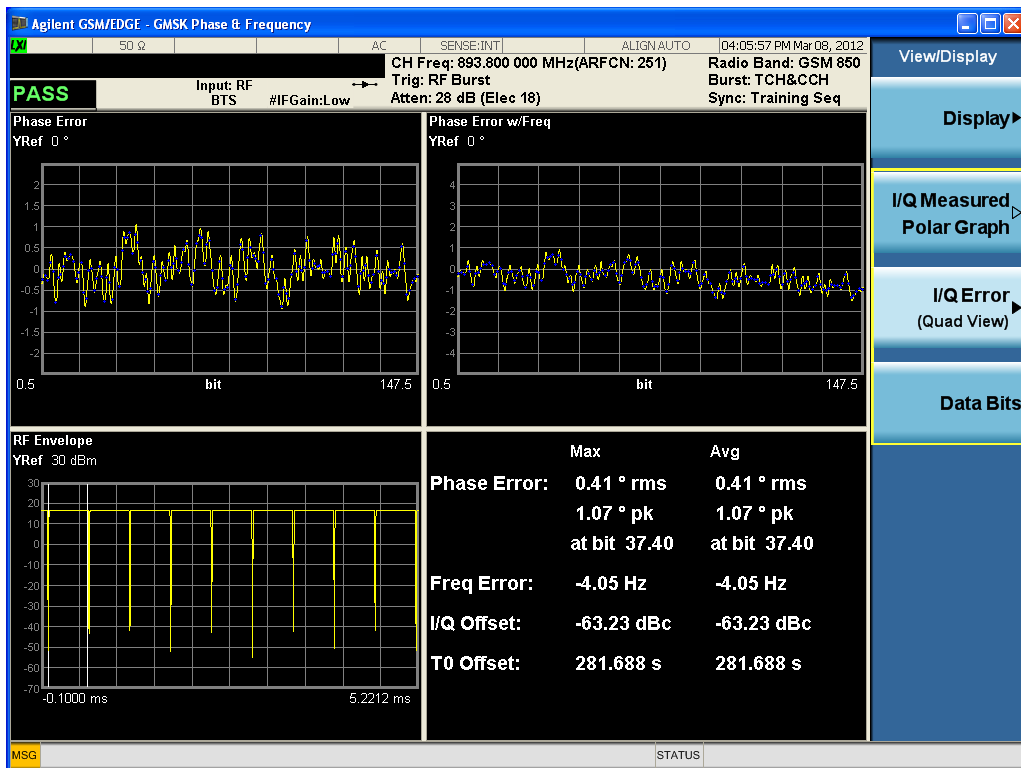 Agilent GSM/EDGE - GMSK Phase & Frequency
LXI
50 Ω
AC
SENSE:INT
ALIGN AUTO
04:05:57 PM Mar 08, 2012
PASS
Input: RF
BTS
#IFGain:Low
CH Freq: 893.800 000 MHz(ARFCN: 251)
Trig: RF Burst
Atten: 28 dB (Elec 18)
Radio Band: GSM 850
Burst: TCH&CCH
Sync: Training Seq
Phase Error
YRef 0 °
2
1.5
1
0.5
0
-0.5
-1
-1.5
-2
0.5
bit
147.5
Phase Error w/Freq
YRef 0 °
4
3
2
1
0
-1
-2
-3
-4
0.5
bit
147.5
RF Envelope
YRef 30 dBm
30
20
10
0
-10
-20
-30
-40
-50
-60
-70
-0.1000 ms
5.2212 ms
Max Avg
Phase Error: 0.41 ° rms 0.41 ° rms
1.07 ° pk 1.07 ° pk
at bit 37.40 at bit 37.40
Freq Error: -4.05 Hz -4.05 Hz
I/Q Offset: -63.23 dBc -63.23 dBc
T0 Offset: 281.688 s 281.688 s
View/Display
Display
I/Q Measured
Polar Graph
I/Q Error
(Quad View)
Data Bits
MSG
STATUS